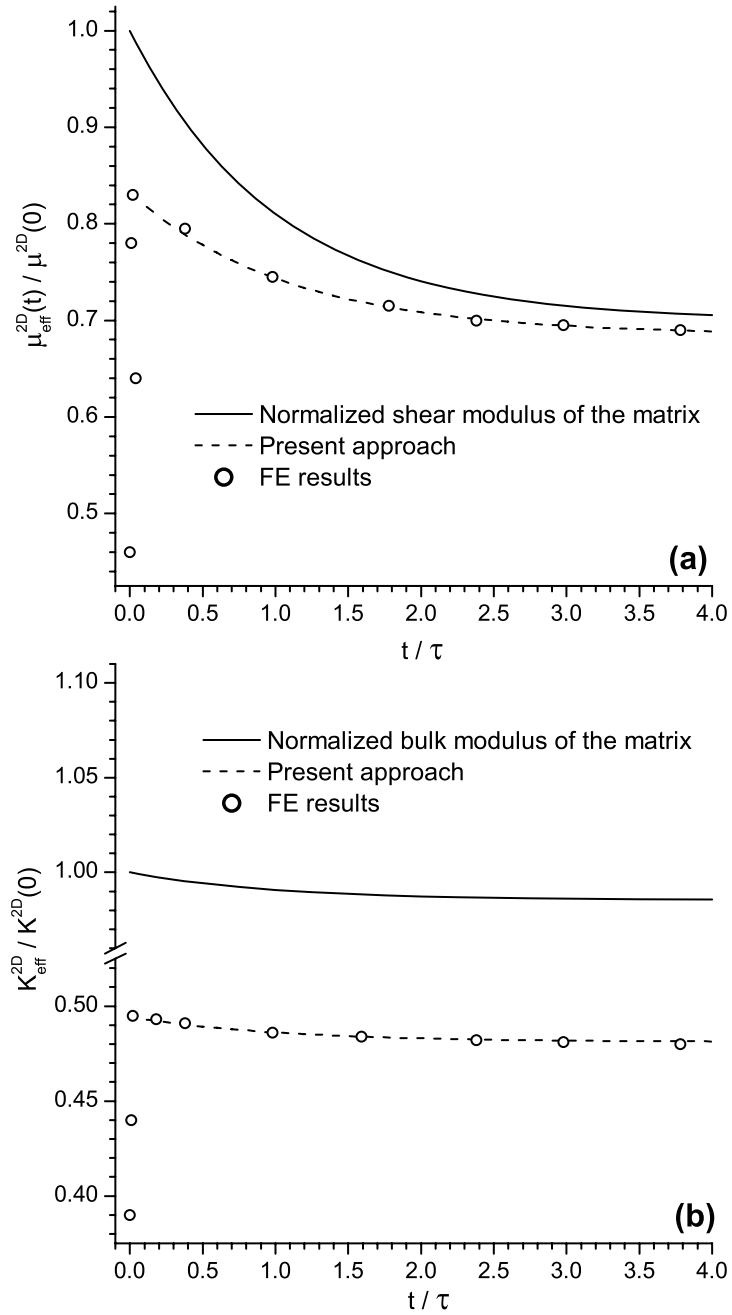 1.0
0.9
0.8
0.7
0.6
0.5
μ_eff^2D(t) / μ^2D(0)
Normalized shear modulus of the matrix
Present approach
FE results
(a)
0.0 0.5 1.0 1.5 2.0 2.5 3.0 3.5 4.0
t / τ
1.10
1.05
1.00
0.50
0.45
0.40
K_eff^2D / K^2D(0)
Normalized bulk modulus of the matrix
Present approach
FE results
(b)
0.0 0.5 1.0 1.5 2.0 2.5 3.0 3.5 4.0
t / τ